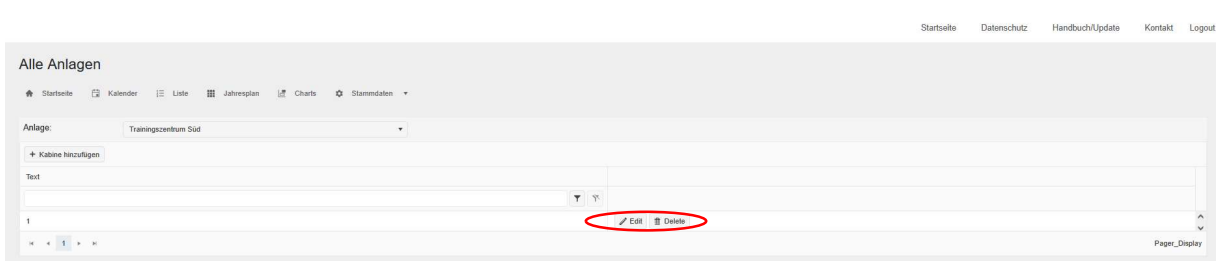 Startseite Datenschutz Handbuch/Update Kontakt Logout
Alle Anlagen
Startseite Kalender Liste Jahresplan Charts Stammdaten
Anlage: Trainingszentrum Süd
+ Kabine hinzufügen
Text
1 Edit Delete
1 Pager_Display